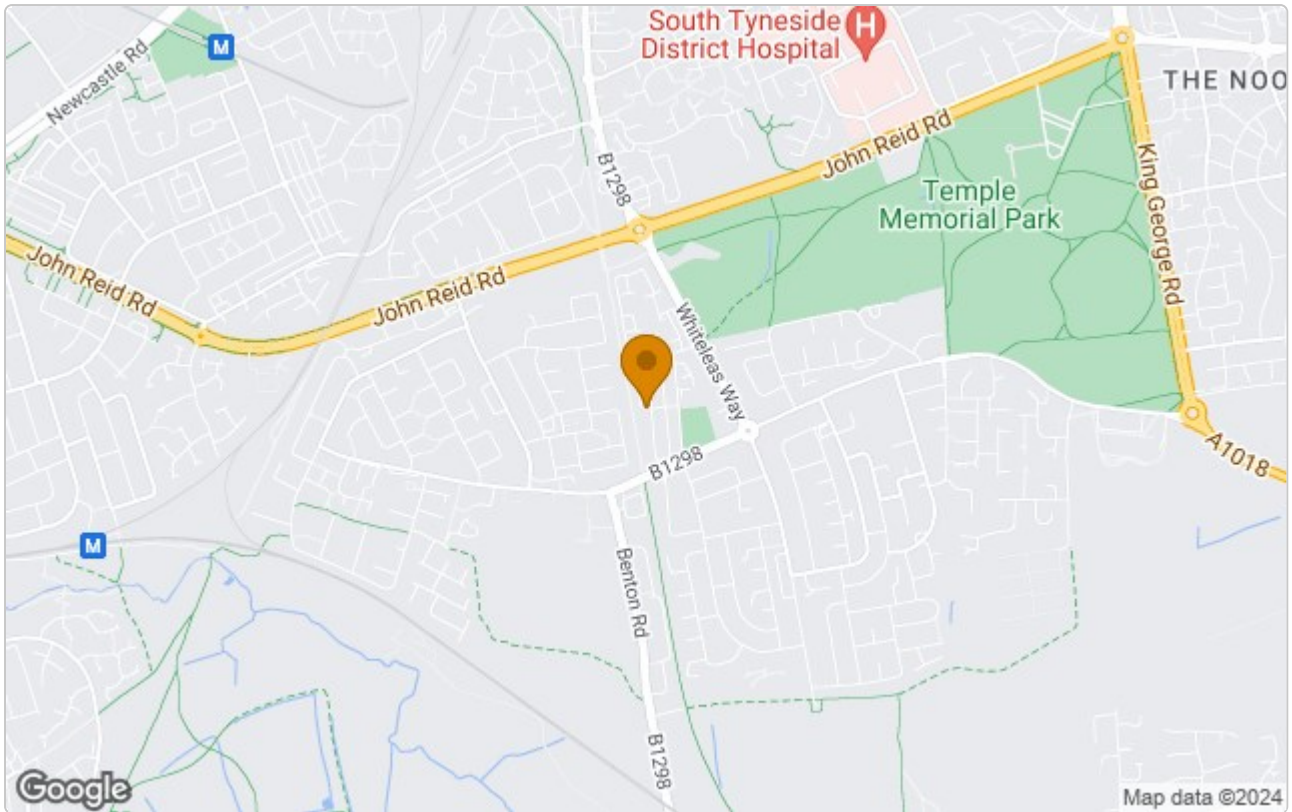 South Tyneside
District Hospital
H
M
Newcastle Rd
THE NOO
B1298
John Reid Rd
King George Rd
Temple
Memorial Park
John Reid Rd
John Reid Rd
Whiteleas Way
B1298
A1018
M
Benton Rd
B1298
Google
Map data ©2024